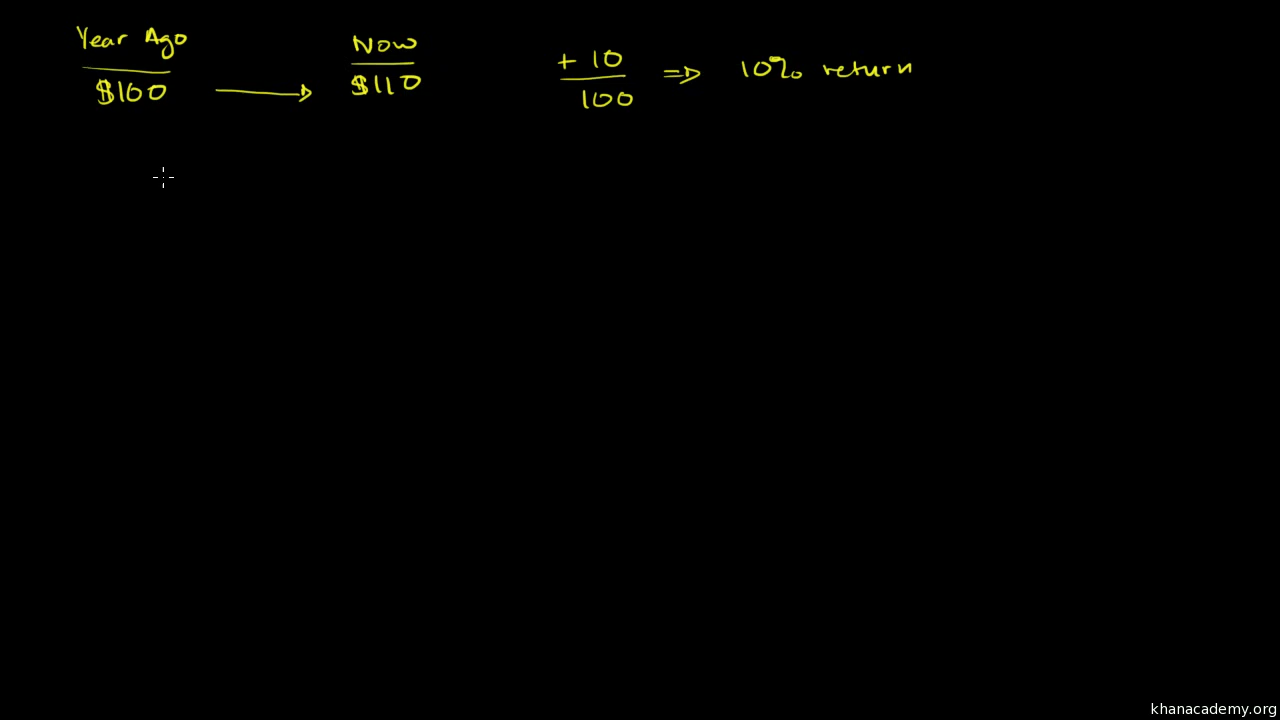 Year Ago
$100
Now
$110
+ 10
100
⇒ 10% return
khanacademy.org